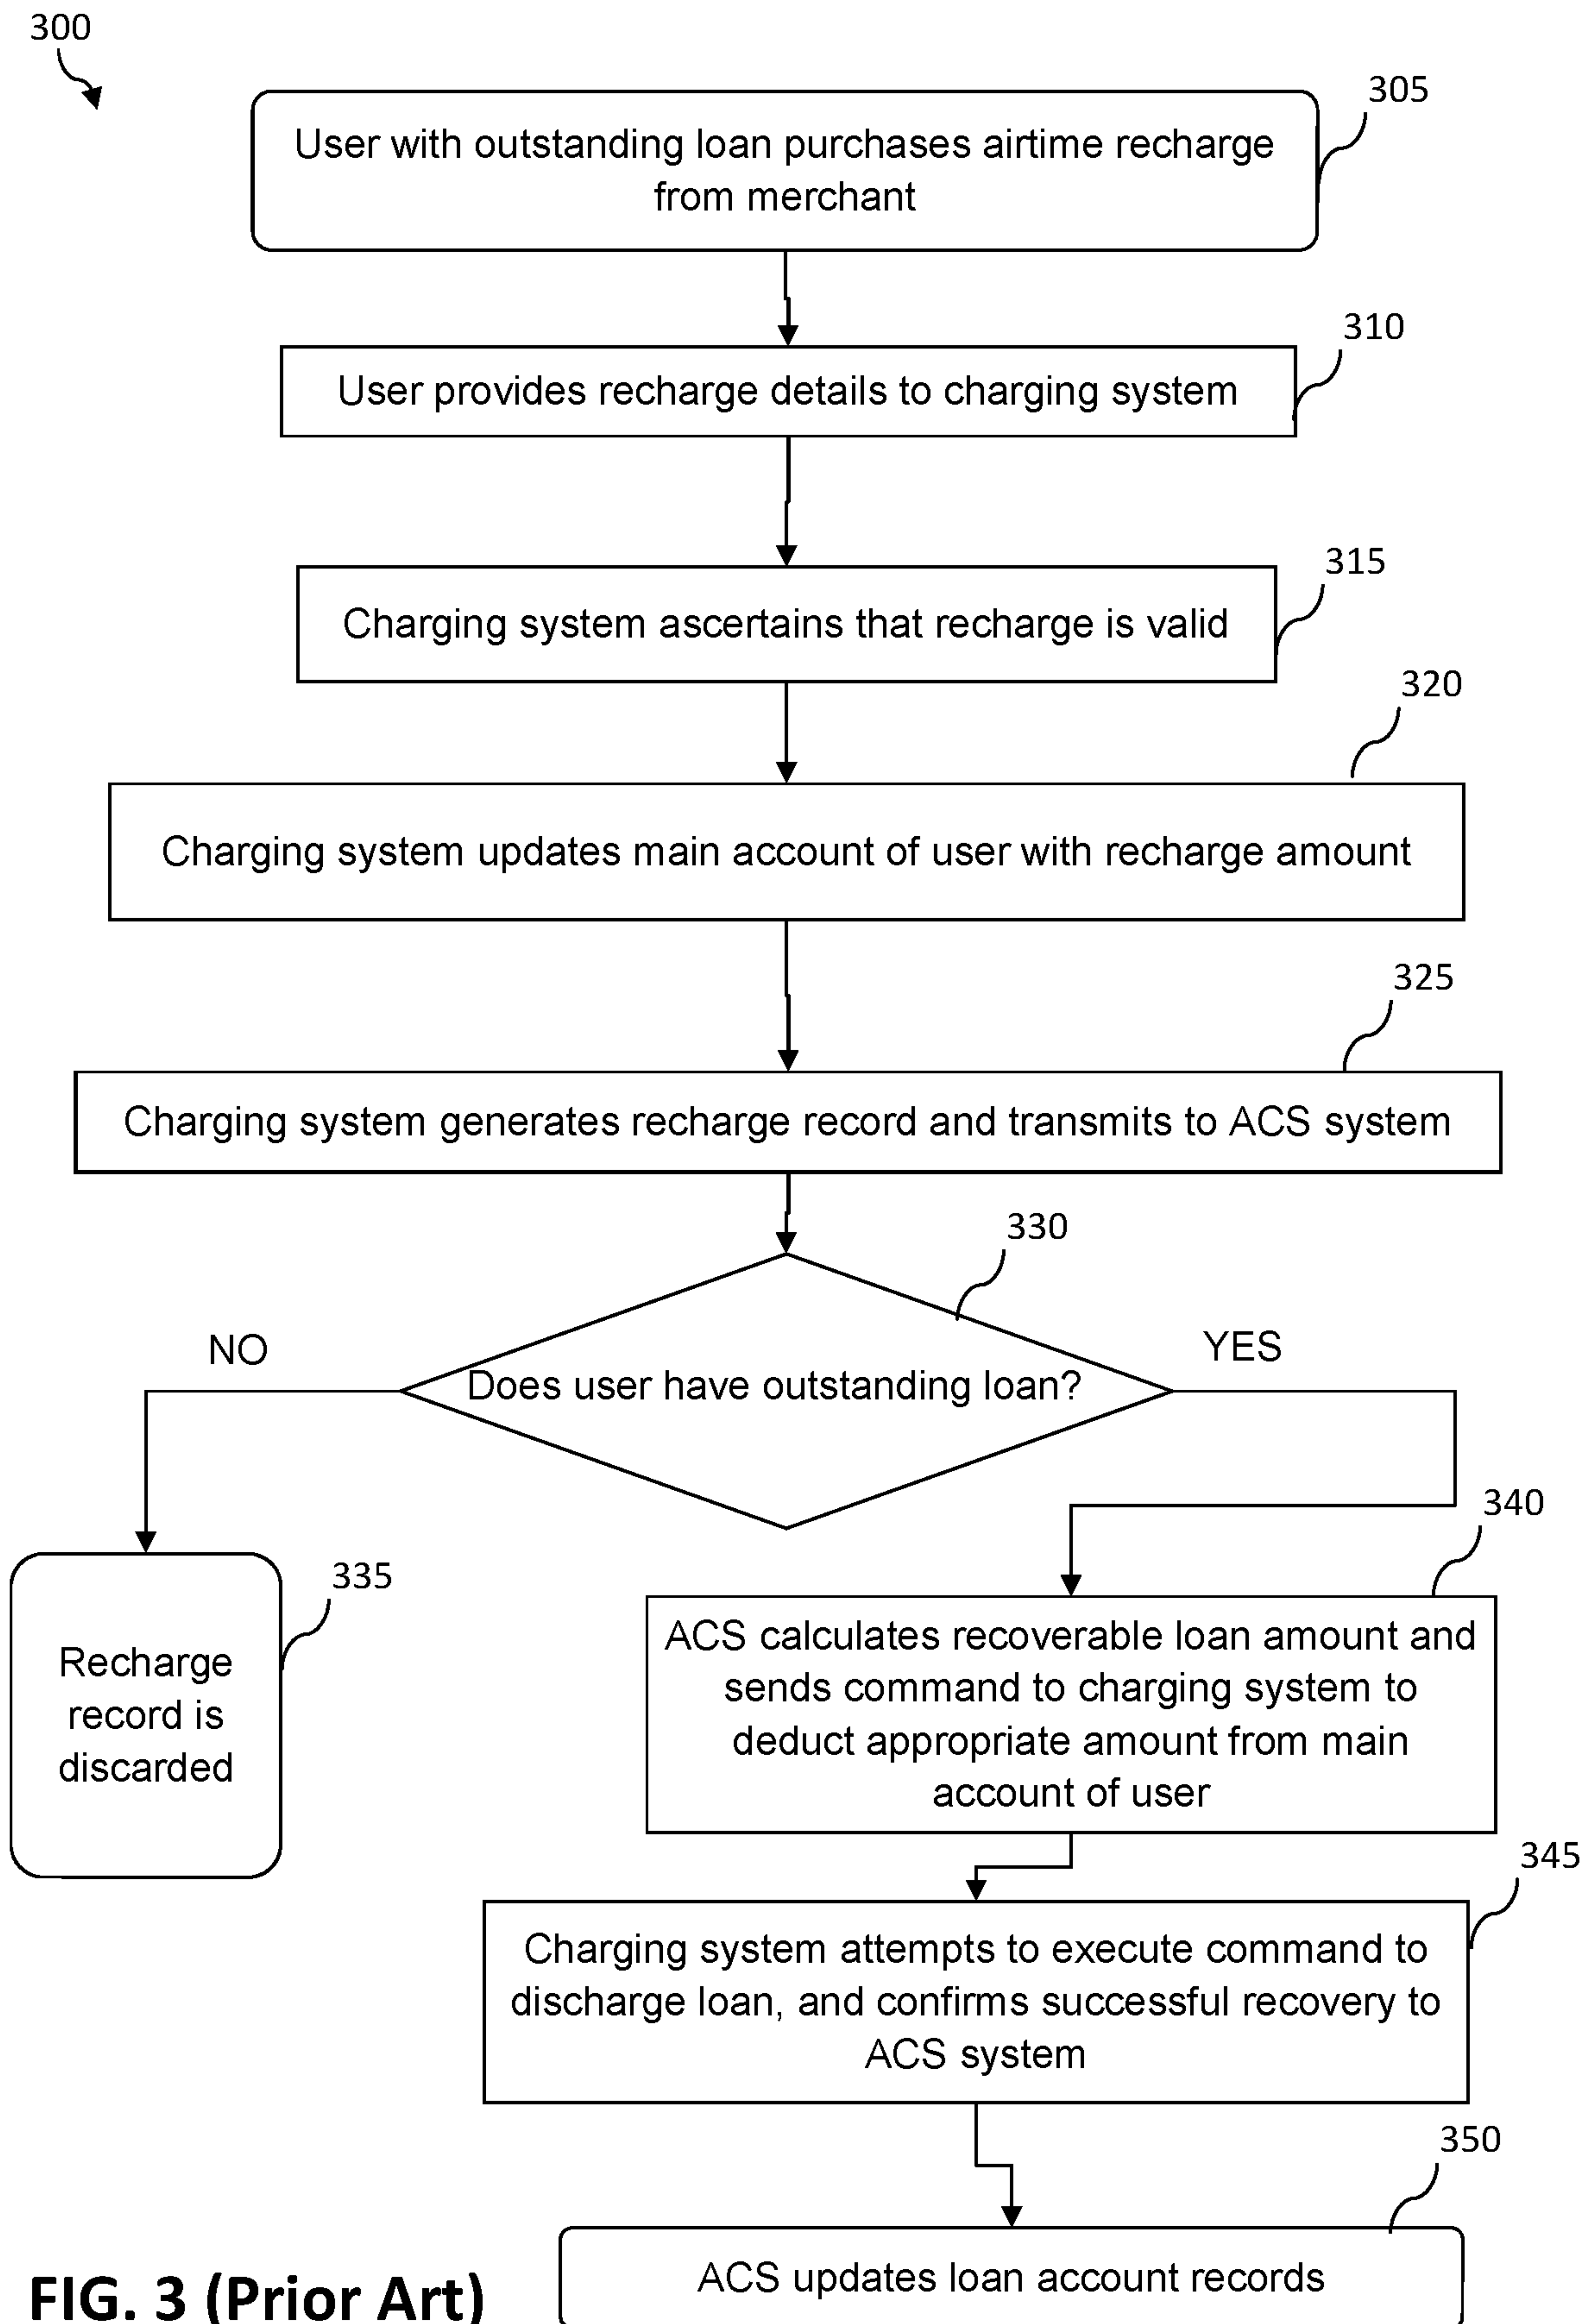 300
305
User with outstanding loan purchases airtime recharge
from merchant
310
User provides recharge details to charging system
315
Charging system ascertains that recharge is valid
320
Charging system updates main account of user with recharge amount
325
Charging system generates recharge record and transmits to ACS system
330
NO
YES
Does user have outstanding loan?
335
Recharge
record is
discarded
340
ACS calculates recoverable loan amount and
sends command to charging system to
deduct appropriate amount from main
account of user
345
Charging system attempts to execute command to
discharge loan, and confirms successful recovery to
ACS system
350
ACS updates loan account records
FIG. 3 (Prior Art)